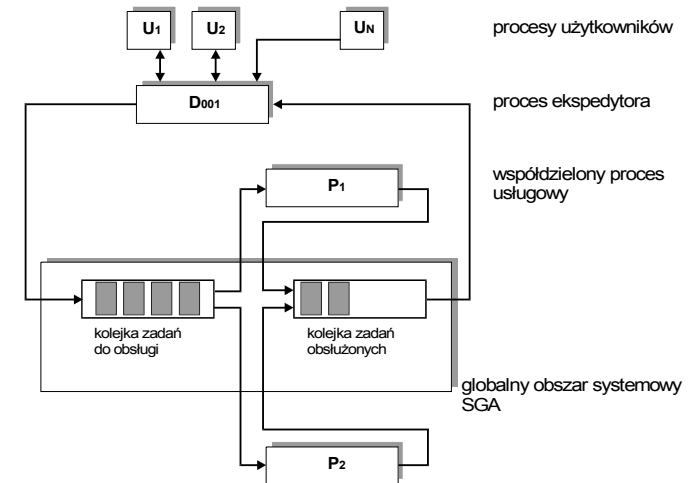 U1
U2
UN
procesy użytkowników
D001
proces ekspedytora
P1
współdzielony proces
usługowy
kolejka zadań
do obsługi
kolejka zadań
obsłużonych
globalny obszar systemowy
SGA
P2